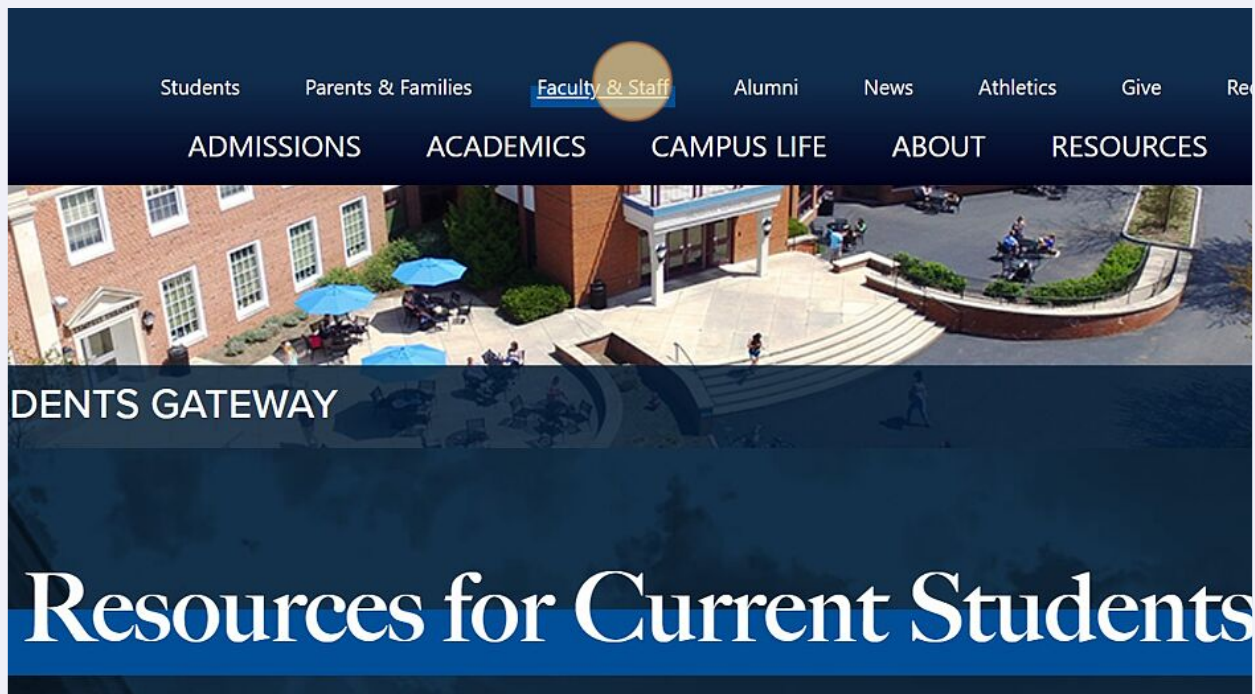 Students Parents & Families Faculty & Staff Alumni News Athletics Give
ADMISSIONS ACADEMICS CAMPUS LIFE ABOUT RESOURCES
DENTS GATEWAY
Resources for Current Students